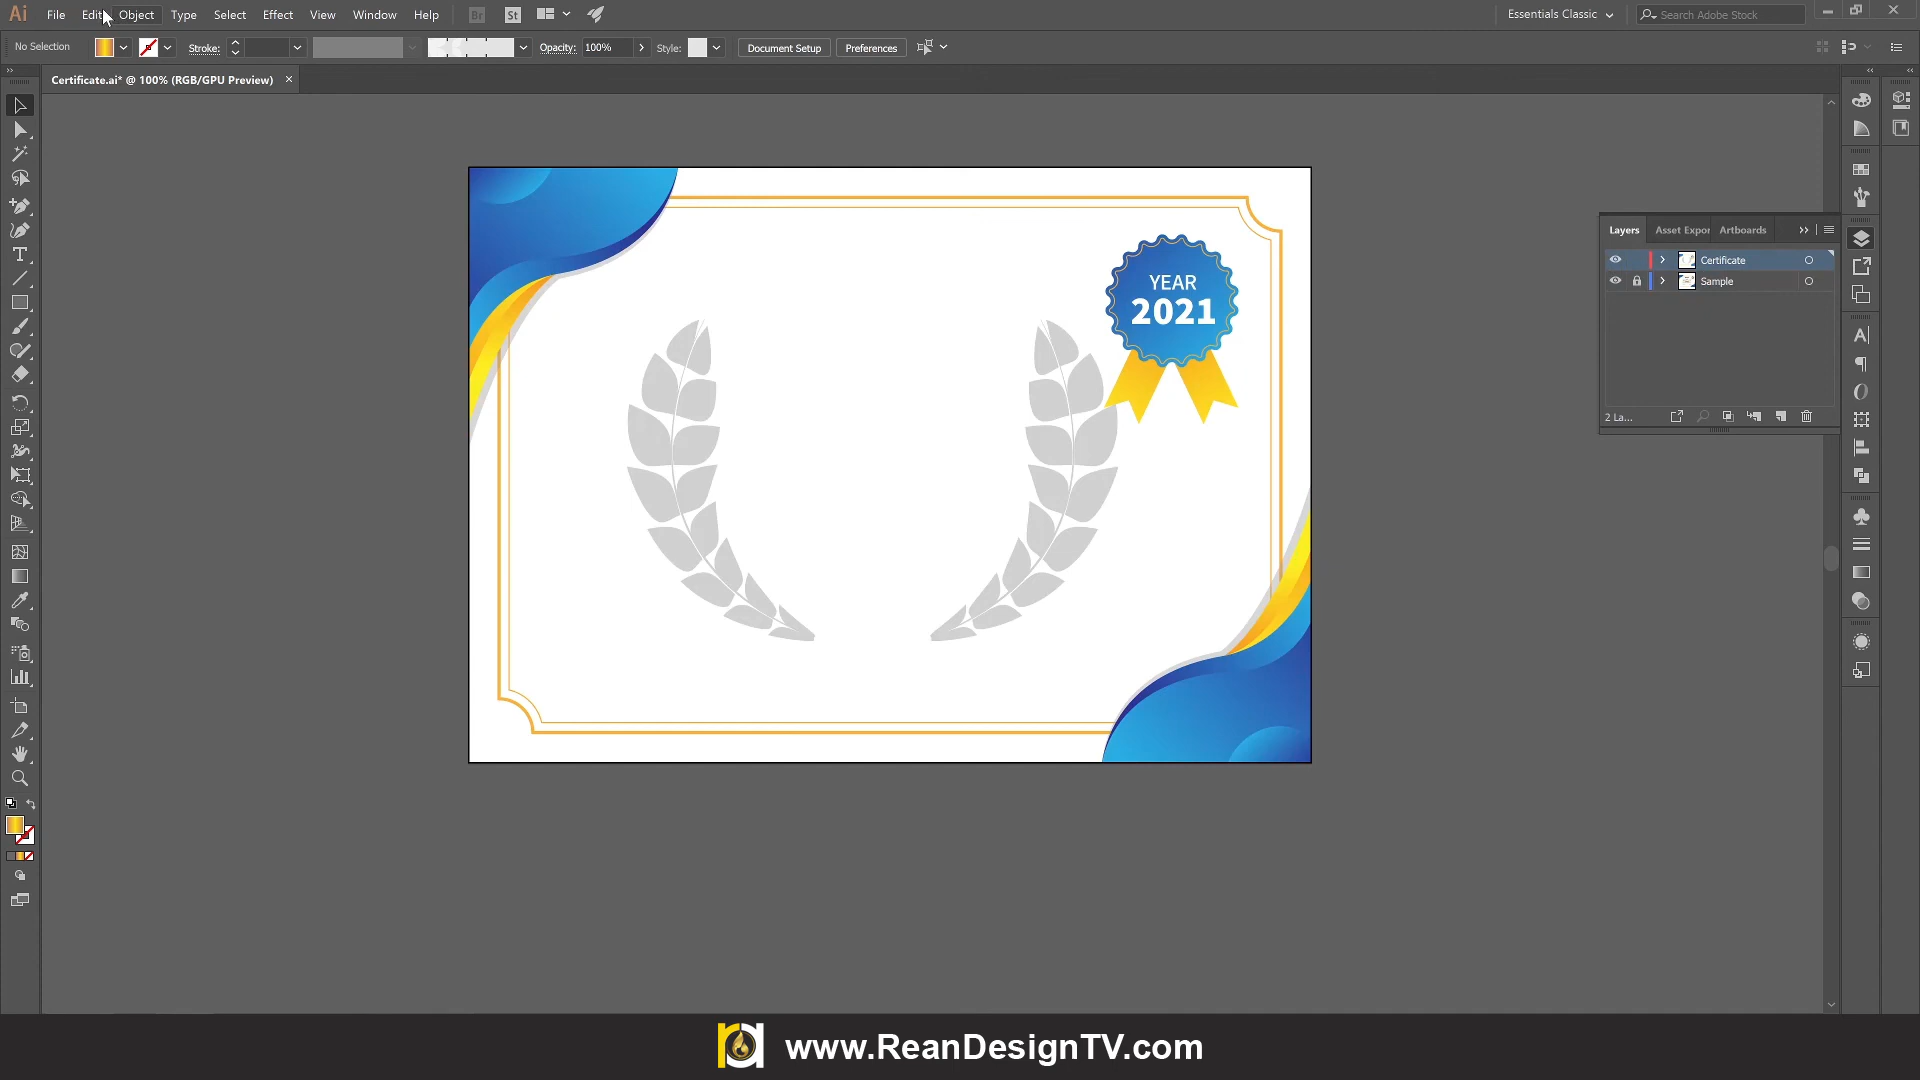 Ai File Edit Object Type Select Effect View Window Help Br St Essentials Classic Search Adobe Stock
No Selection Stroke: Opacity: 100% Style: Document Setup Preferences
Certificate.ai* @ 100% (RGB/GPU Preview)
Layers Asset Expor Artboards
Certificate
Sample
2 La...
YEAR
2021
www.ReanDesignTV.com